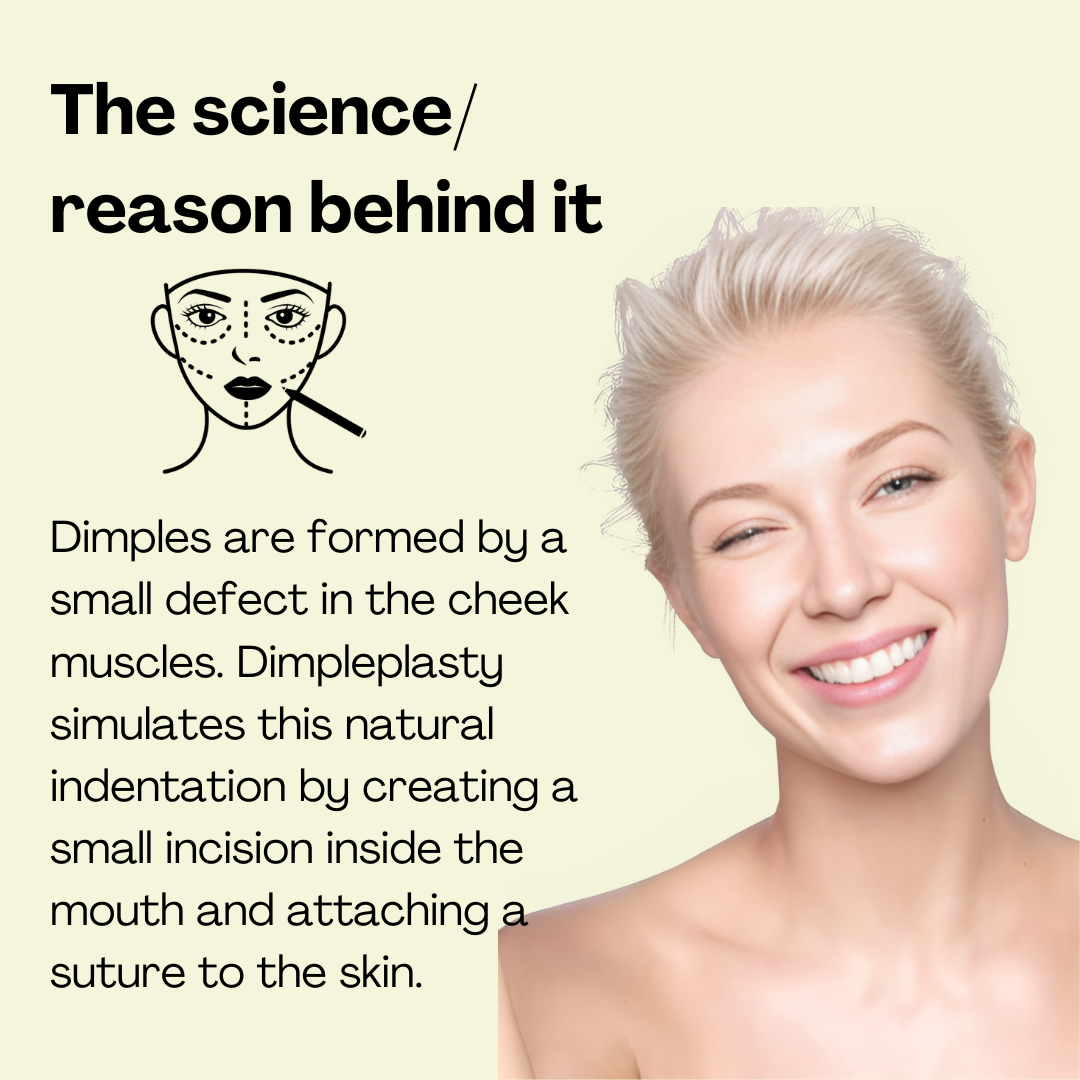 The science/
reason behind it
Dimples are formed by a
small defect in the cheek
muscles. Dimpleplasty
simulates this natural
indentation by creating a
small incision inside the
mouth and attaching a
suture to the skin.